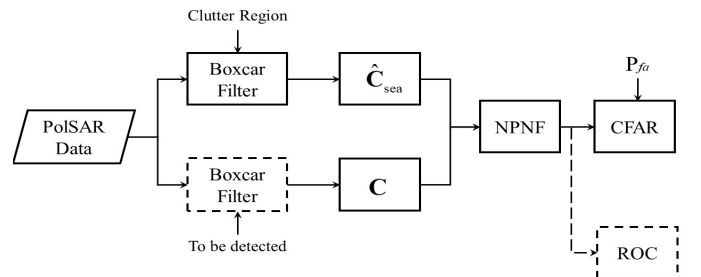 Clutter Region
Boxcar
Filter
Ĉsea
PolSAR
Data
Boxcar
Filter
C
To be detected
NPNF
Pfa
CFAR
ROC